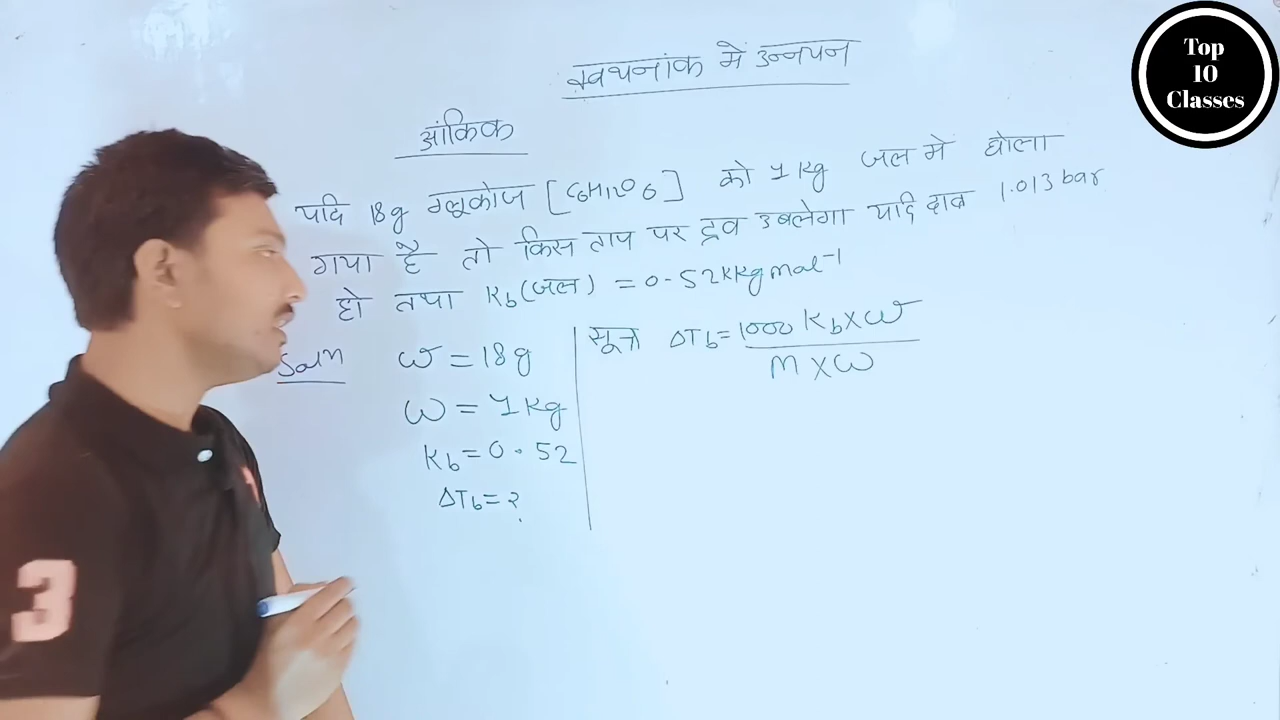 Top
10
Classes
क्वथनांक मे उन्नयन
आंकिक
यदि 18g ग्लूकोज [C6H12O6] को 1 Kg जल मे घोला
गया है तो किस ताप पर द्रव उबलेगा यदि दाब 1.013 bar
हो तथा Kb (जल) = 0.52 K Kg mol-1
Soln
w = 18g
W = 1 Kg
Kb = 0.52
ΔTb = ?
सूत्र ΔTb = 1000 Kb x w
M x W
3